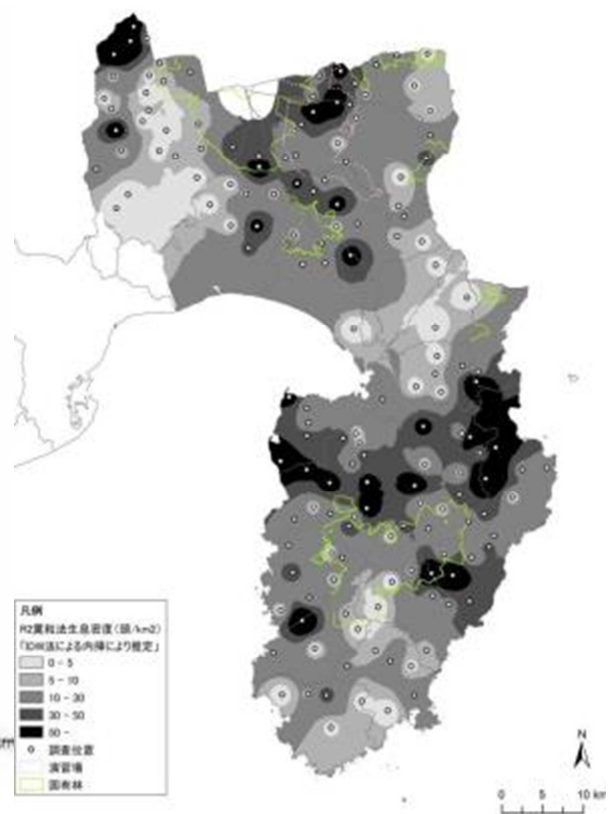 凡例
R2糞粒法生息密度(頭/km2)
「IDW法による内挿により推定」
0 - 5
5 - 10
10 - 30
30 - 50
50 -
調査位置
演習場
国有林
N
0 5 10 km